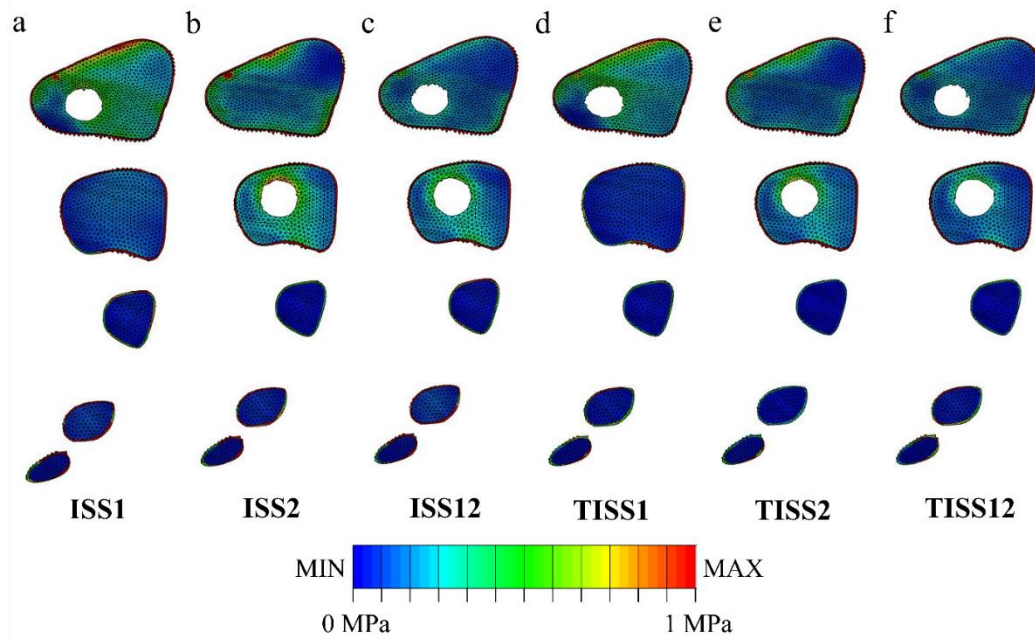 a b c d e f
ISS1 ISS2 ISS12 TISS1 TISS2 TISS12
MIN MAX
0 MPa 1 MPa